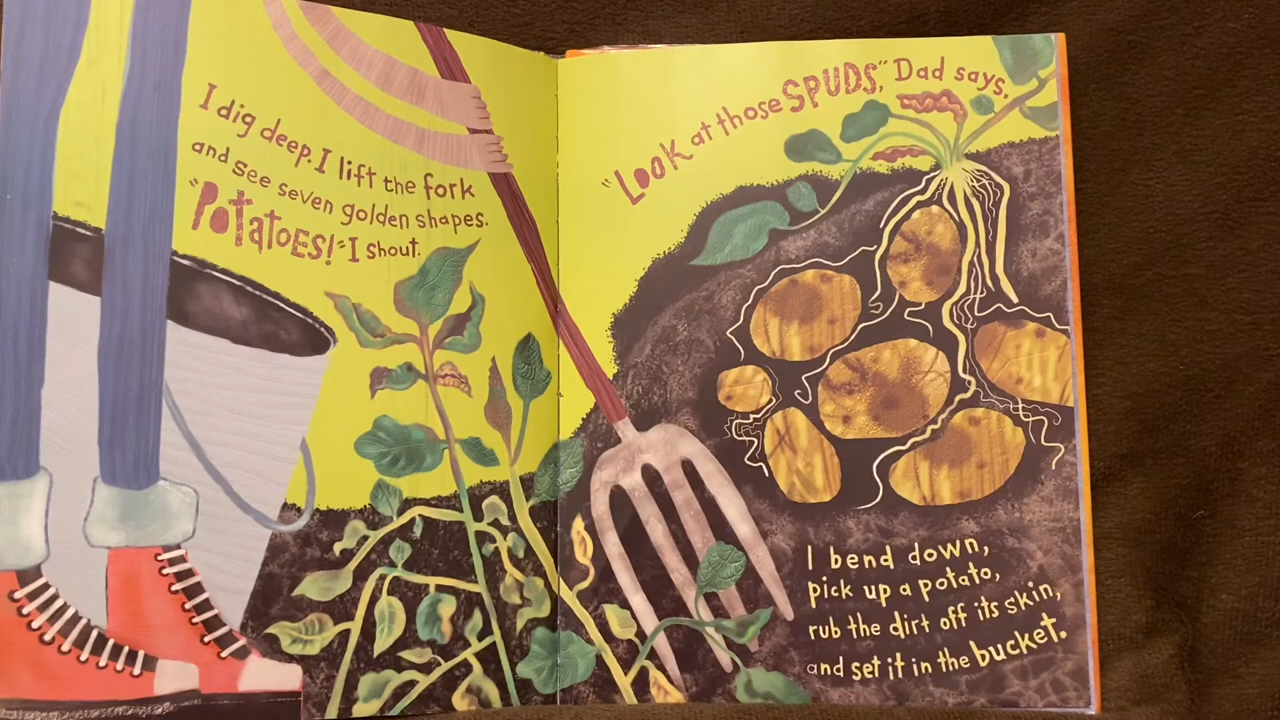 I dig deep. I lift the fork
and see seven golden shapes.
"POTATOES!" I shout.
"LOOK at those SPUDS," Dad says.
I bend down,
pick up a potato,
rub the dirt off its skin,
and set it in the bucket.